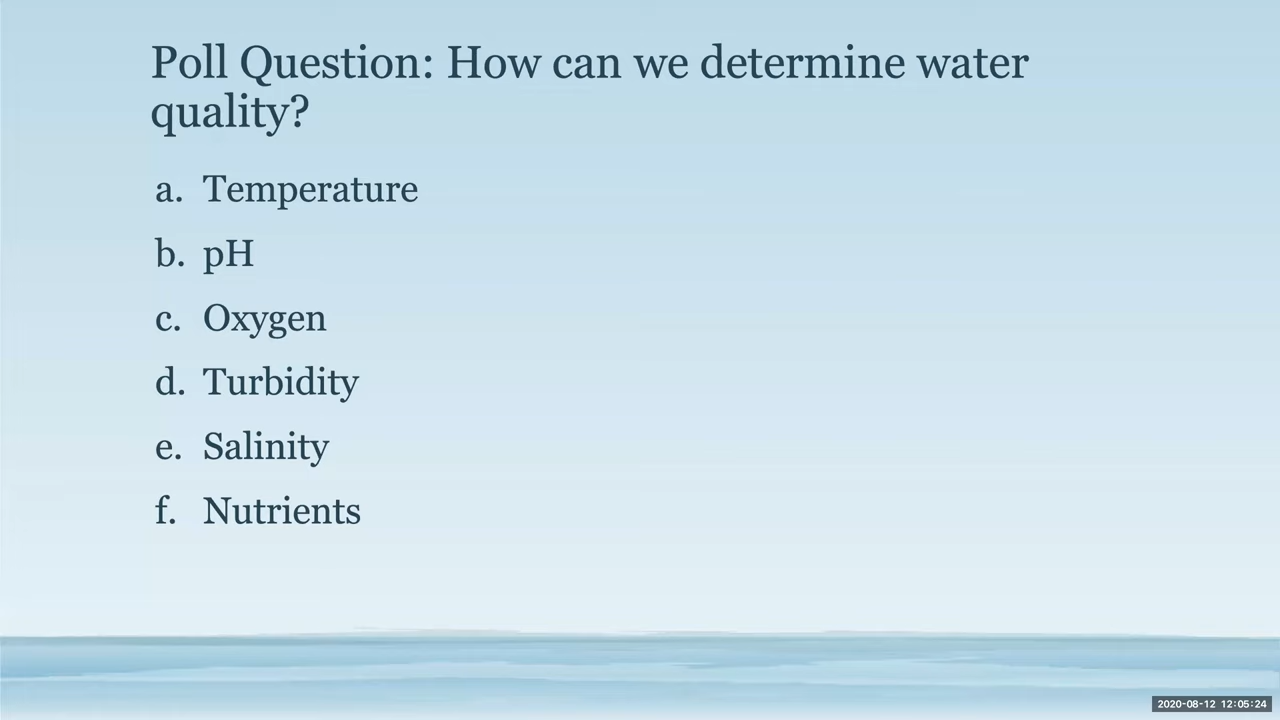 Poll Question: How can we determine water
quality?
a. Temperature
b. pH
c. Oxygen
d. Turbidity
e. Salinity
f. Nutrients
2020-08-12 12:05:24